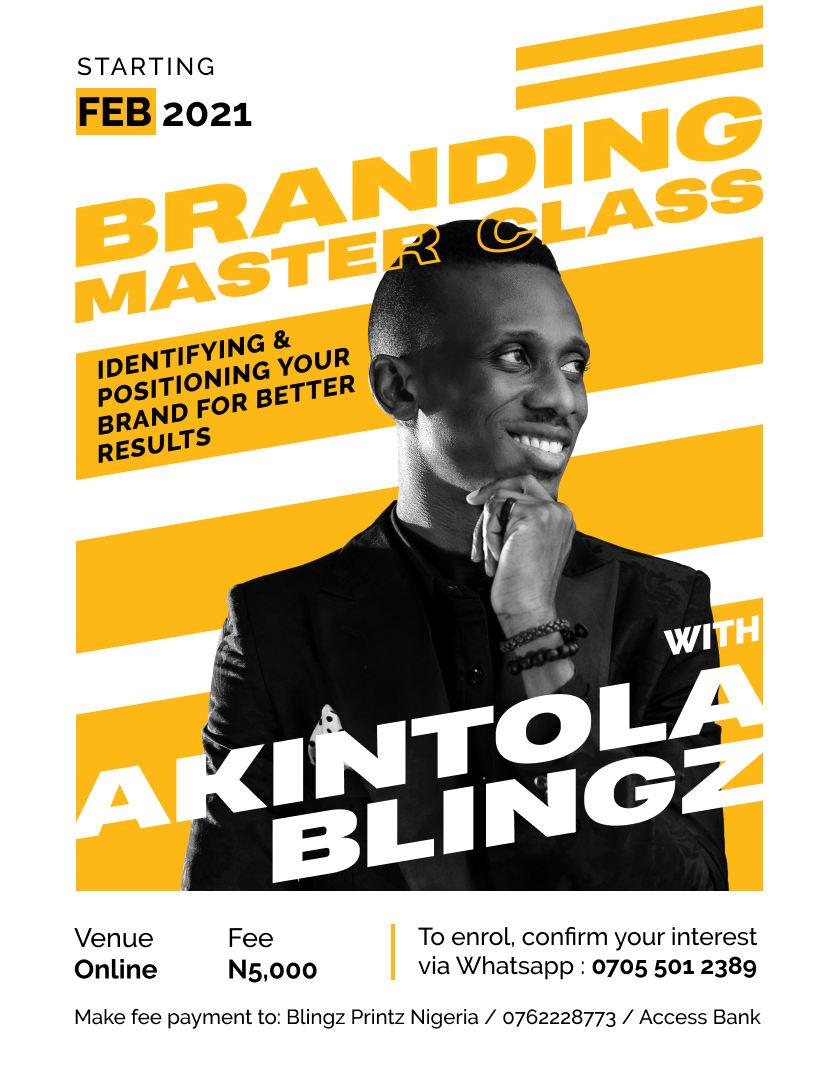 STARTING
FEB 2021
BRANDING
MASTER CLASS
IDENTIFYING &
POSITIONING YOUR
BRAND FOR BETTER
RESULTS
WITH
AKINTOLA
BLINGZ
Venue
Online
Fee
N5,000
To enrol, confirm your interest
via Whatsapp : 0705 501 2389
Make fee payment to: Blingz Printz Nigeria / 0762228773 / Access Bank